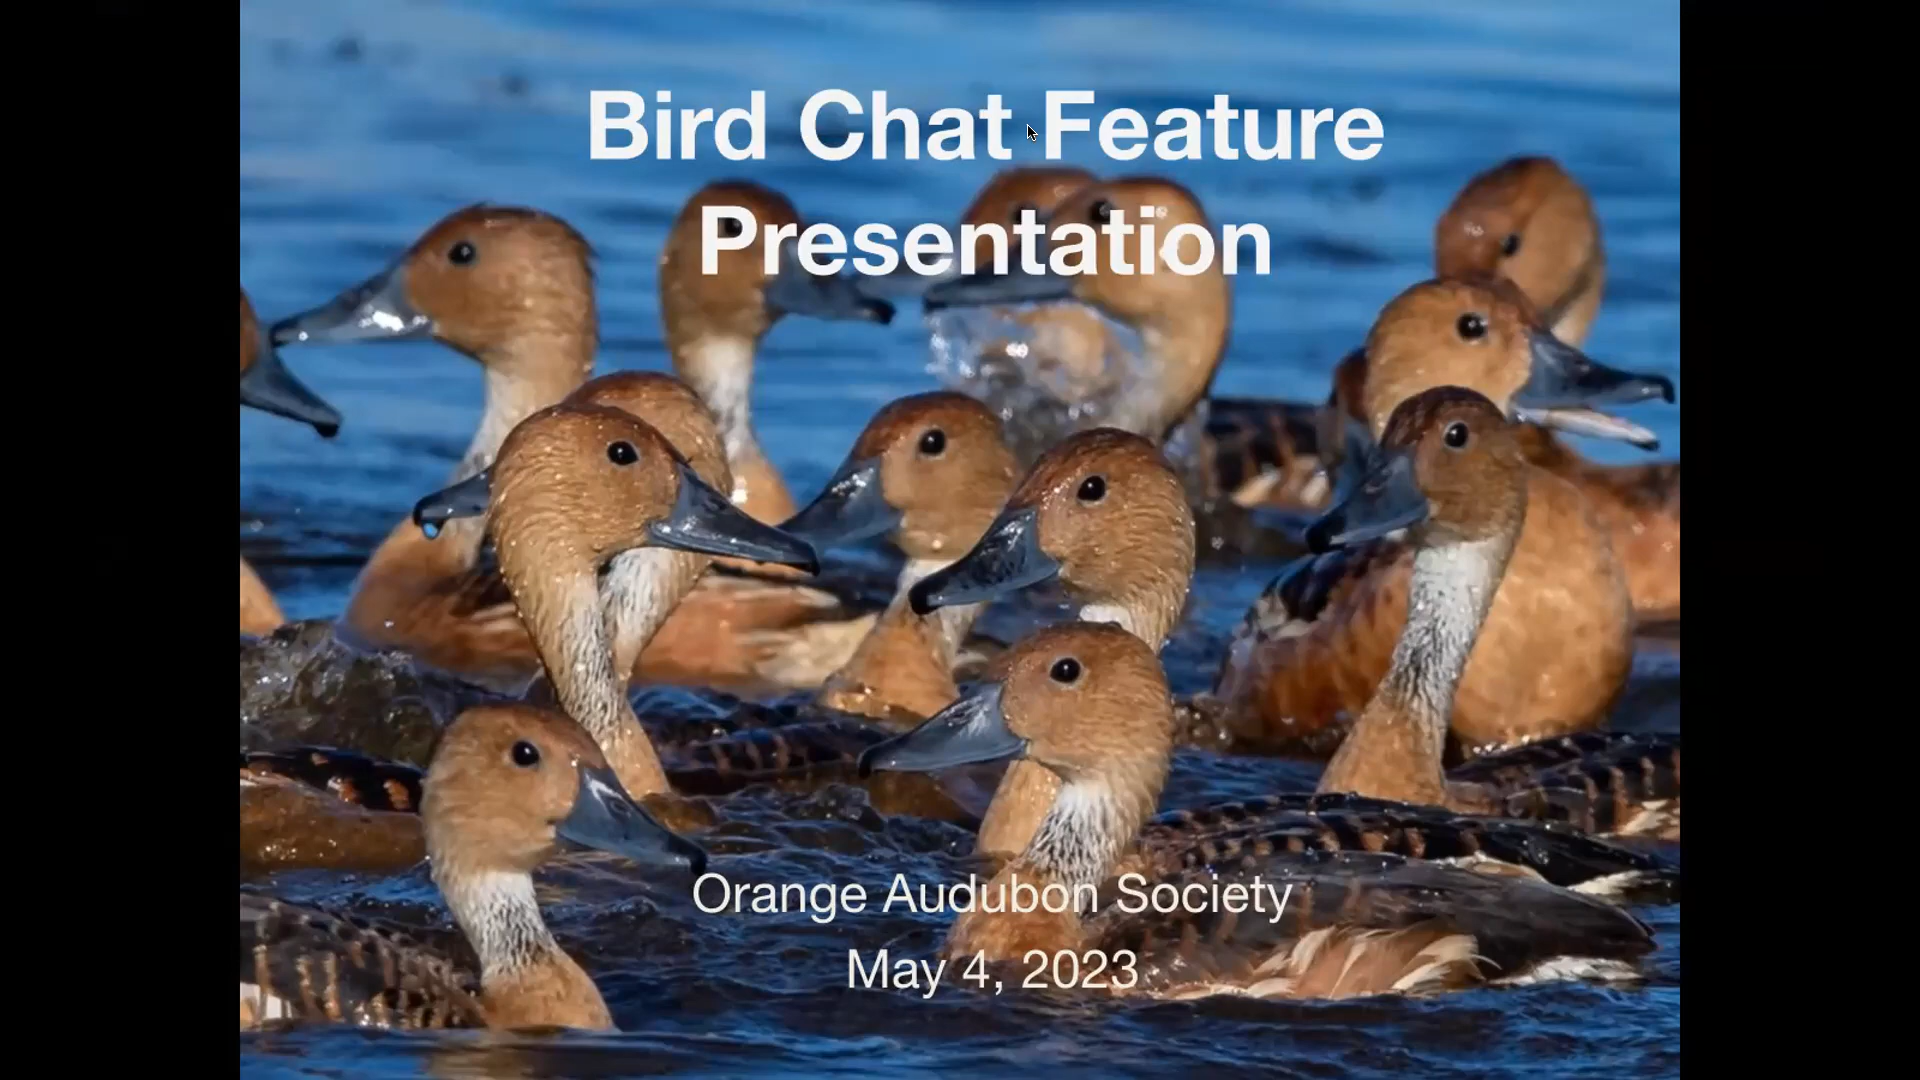 Bird Chat Feature
Presentation
Orange Audubon Society
May 4, 2023